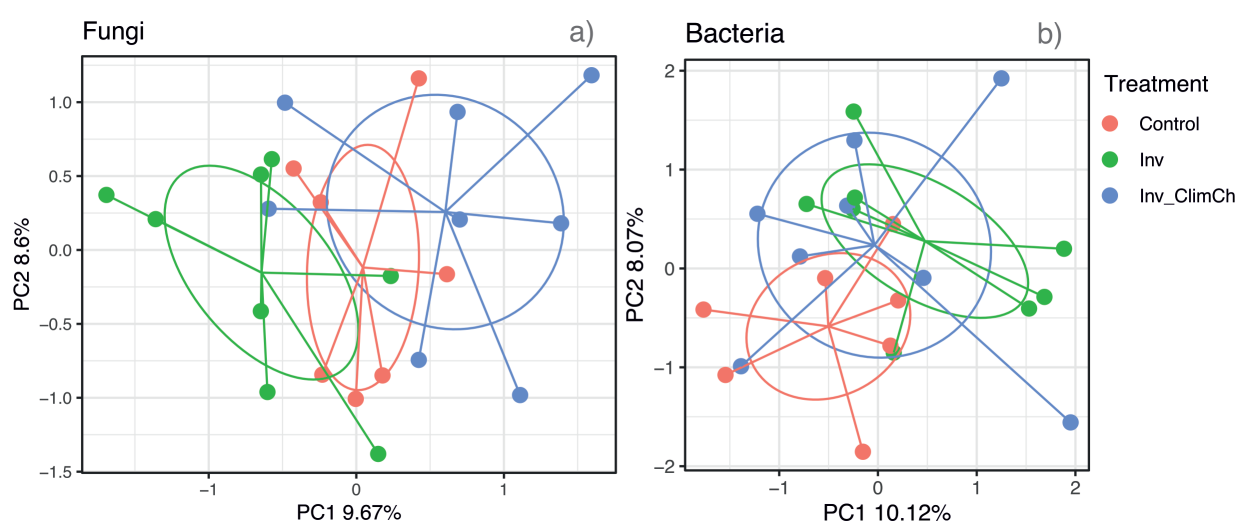 Fungi a)
1.0
0.5
0.0
−0.5
−1.0
−1.5
−1 0 1
PC2 8.6%
PC1 9.67%
Bacteria b)
2
1
0
−1
−2
−1 0 1 2
PC2 8.07%
PC1 10.12%
Treatment
Control
Inv
Inv_ClimCh